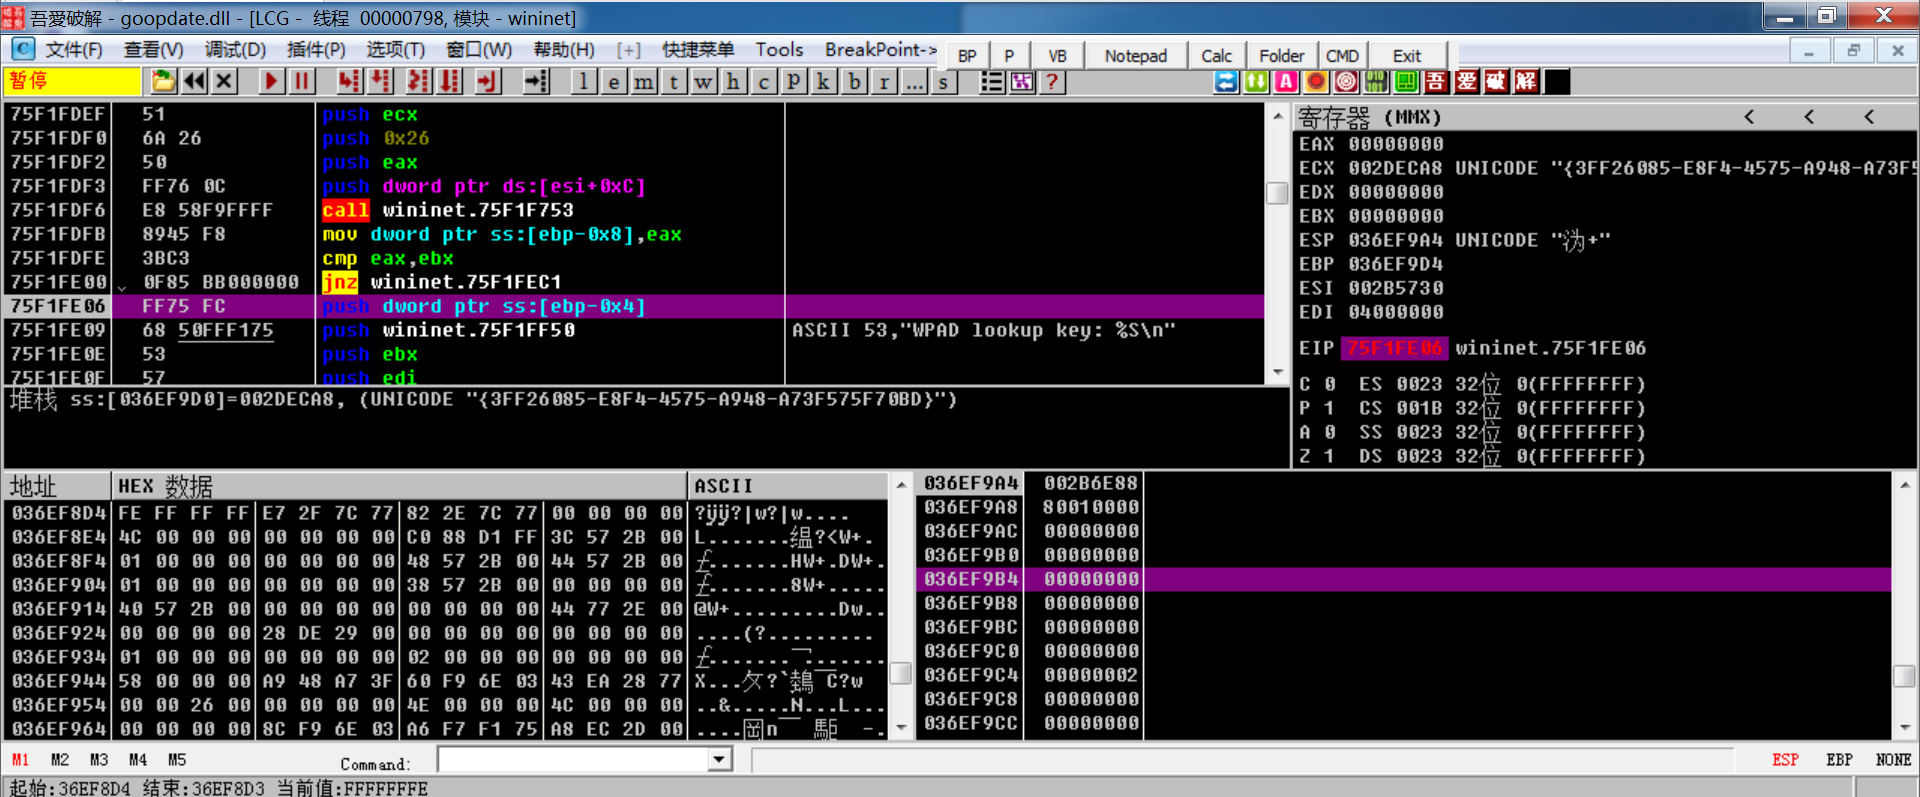 吾愛破解 - goopdate.dll - [LCG - 线程 00000798, 模块 - wininet]
文件(F) 查看(V) 调试(D) 插件(P) 选项(T) 窗口(W) 帮助(H) [+] 快捷菜单 Tools BreakPoint->
BP P VB Notepad Calc Folder CMD Exit
暂停 l e m t w h c p k b r ... s ? 吾 爱 破 解
75F1FDEF 51 push ecx
75F1FDF0 6A 26 push 0x26
75F1FDF2 50 push eax
75F1FDF3 FF76 0C push dword ptr ds:[esi+0xC]
75F1FDF6 E8 58F9FFFF call wininet.75F1F753
75F1FDFB 8945 F8 mov dword ptr ss:[ebp-0x8],eax
75F1FDFE 3BC3 cmp eax,ebx
75F1FE00 0F85 BB000000 jnz wininet.75F1FEC1
75F1FE06 FF75 FC push dword ptr ss:[ebp-0x4]
75F1FE09 68 50FFF175 push wininet.75F1FF50 ASCII 53,"WPAD lookup key: %S\n"
75F1FE0E 53 push ebx
75F1FE0F 57 push edi
堆栈 ss:[036EF9D0]=002DECA8, (UNICODE "{3FF26085-E8F4-4575-A948-A73F575F70BD}")
寄存器 (MMX) < < <
EAX 00000000
ECX 002DECA8 UNICODE "{3FF26085-E8F4-4575-A948-A73F5
EDX 00000000
EBX 00000000
ESP 036EF9A4 UNICODE "沩+"
EBP 036EF9D4
ESI 002B5730
EDI 04000000
EIP 75F1FE06 wininet.75F1FE06
C 0 ES 0023 32位 0(FFFFFFFF)
P 1 CS 001B 32位 0(FFFFFFFF)
A 0 SS 0023 32位 0(FFFFFFFF)
Z 1 DS 0023 32位 0(FFFFFFFF)
地址 HEX 数据 ASCII
036EF8D4 FE FF FF FF E7 2F 7C 77 82 2E 7C 77 00 00 00 00 ?ÿÿ?|w?|w....
036EF8E4 4C 00 00 00 00 00 00 00 C0 88 D1 FF 3C 57 2B 00 L.......缊?<W+.
036EF8F4 01 00 00 00 00 00 00 00 48 57 2B 00 44 57 2B 00 .......HW+.DW+.
036EF904 01 00 00 00 00 00 00 00 38 57 2B 00 00 00 00 00 .......8W+.....
036EF914 40 57 2B 00 00 00 00 00 00 00 00 00 44 77 2E 00 @W+.........Dw..
036EF924 00 00 00 00 28 DE 29 00 00 00 00 00 00 00 00 00 ....(?.........
036EF934 01 00 00 00 00 00 00 00 02 00 00 00 00 00 00 00 .......
036EF944 58 00 00 00 A9 48 A7 3F 60 F9 6E 03 43 EA 28 77 X...
036EF954 00 00 26 00 00 00 00 00 4E 00 00 00 4C 00 00 00 ..&.....N...L...
036EF964 00 00 00 00 8C F9 6E 03 A6 F7 F1 75 A8 EC 2D 00
036EF9A4 002B6E88
036EF9A8 80010000
036EF9AC 00000000
036EF9B0 00000000
036EF9B4 00000000
036EF9B8 00000000
036EF9BC 00000000
036EF9C0 00000000
036EF9C4 00000002
036EF9C8 00000000
036EF9CC 00000000
M1 M2 M3 M4 M5 Command: ESP EBP NONE
起始:36EF8D4 结束:36EF8D3 当前值:FFFFFFFE